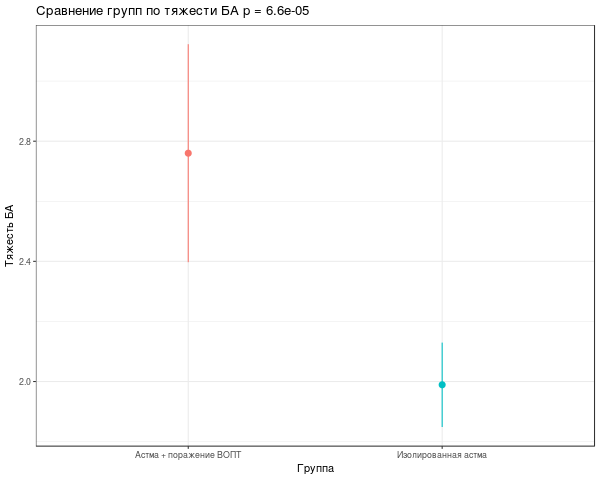 Сравнение групп по тяжести БА p = 6.6e-05
Тяжесть БА
2.8
2.4
2.0
Астма + поражение ВОПТ
Изолированная астма
Группа